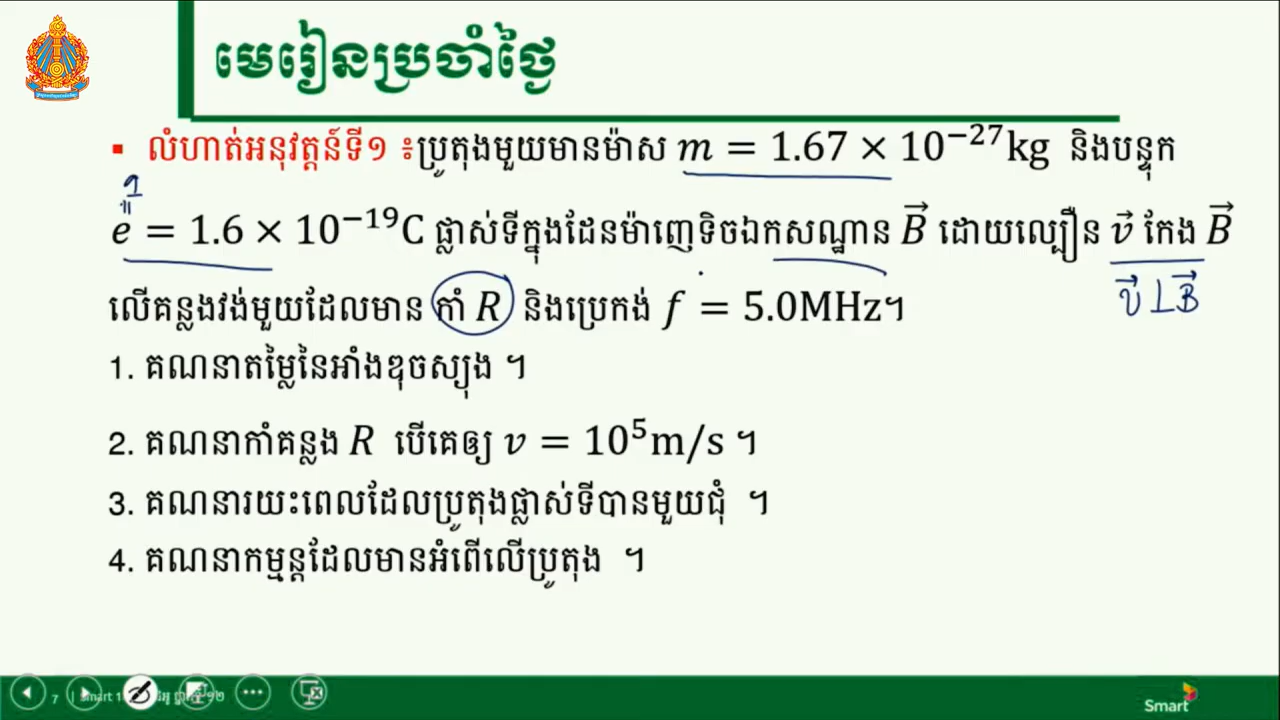 មេរៀនប្រចាំថ្ងៃ
▪ លំហាត់អនុវត្តន៍ទី១ ៖ប្រូតុងមួយមានម៉ាស m = 1.67 × 10⁻²⁷kg និងបន្ទុក
q
=
e = 1.6 × 10⁻¹⁹C ផ្លាស់ទីក្នុងដែនម៉ាញេទិចឯកសណ្ឋាន B⃗ ដោយល្បឿន v⃗ កែង B⃗
v⃗ ⊥ B⃗
លើគន្លងវង់មួយដែលមាន កាំ R និងប្រេកង់ f = 5.0MHz។
1. គណនាតម្លៃនៃអាំងឌុចស្យុង ។
2. គណនាកាំគន្លង R បើគេឲ្យ v = 10⁵m/s ។
3. គណនារយៈពេលដែលប្រូតុងផ្លាស់ទីបានមួយជុំ ។
4. គណនាកម្មន្តដែលមានអំពើលើប្រូតុង ។
7 | Smart
Smart